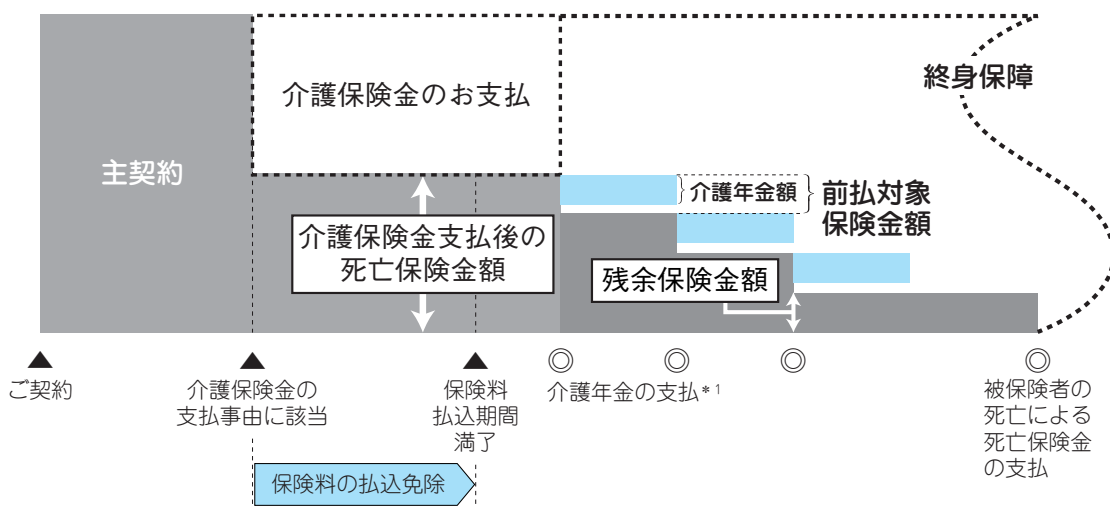 介護保険金のお支払
終身保障
主契約
介護年金額
前払対象
保険金額
介護保険金支払後の
死亡保険金額
残余保険金額
ご契約
介護保険金の
支払事由に該当
保険料
払込期間
満了
介護年金の支払*1
被保険者の
死亡による
死亡保険金
の支払
保険料の払込免除